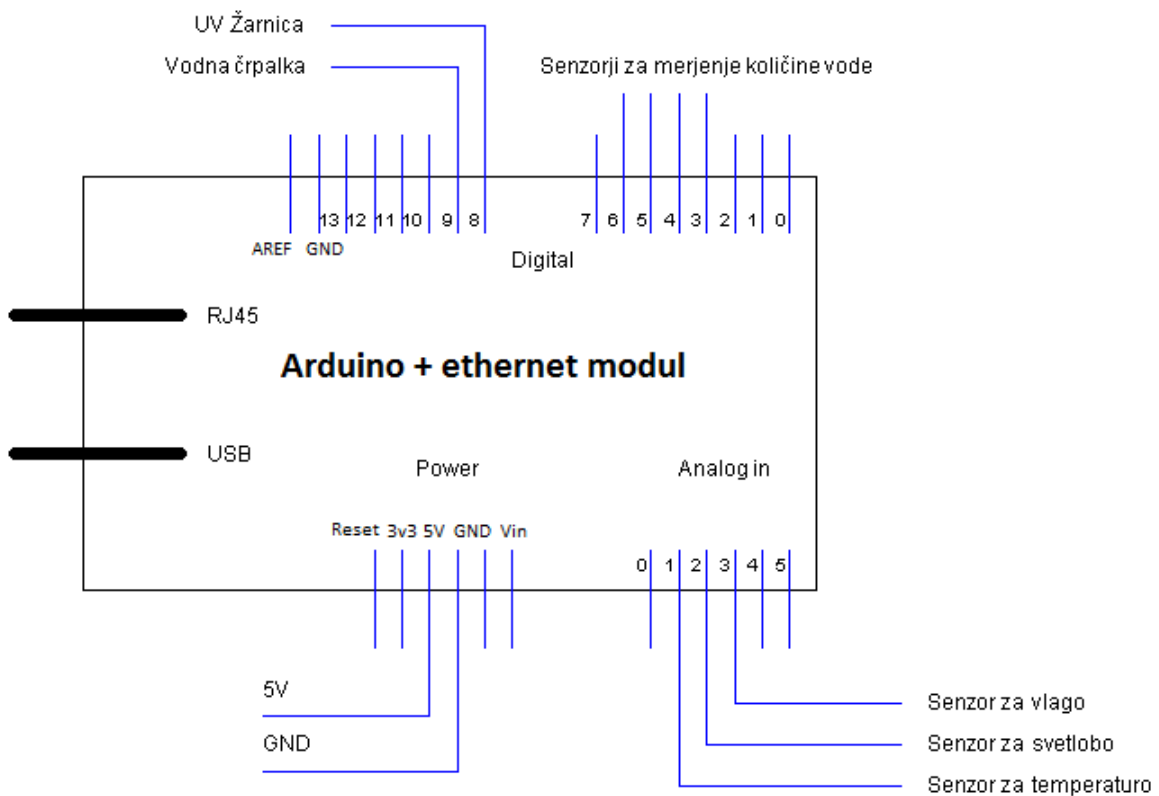 UV Žarnica
Vodna črpalka
Senzorji za merjenje količine vode
13 12 11 10 9 8
7 6 5 4 3 2 1 0
AREF GND
Digital
RJ45
Arduino + ethernet modul
USB
Power
Analog in
Reset 3v3 5V GND Vin
0 1 2 3 4 5
5V
GND
Senzor za vlago
Senzor za svetlobo
Senzor za temperaturo